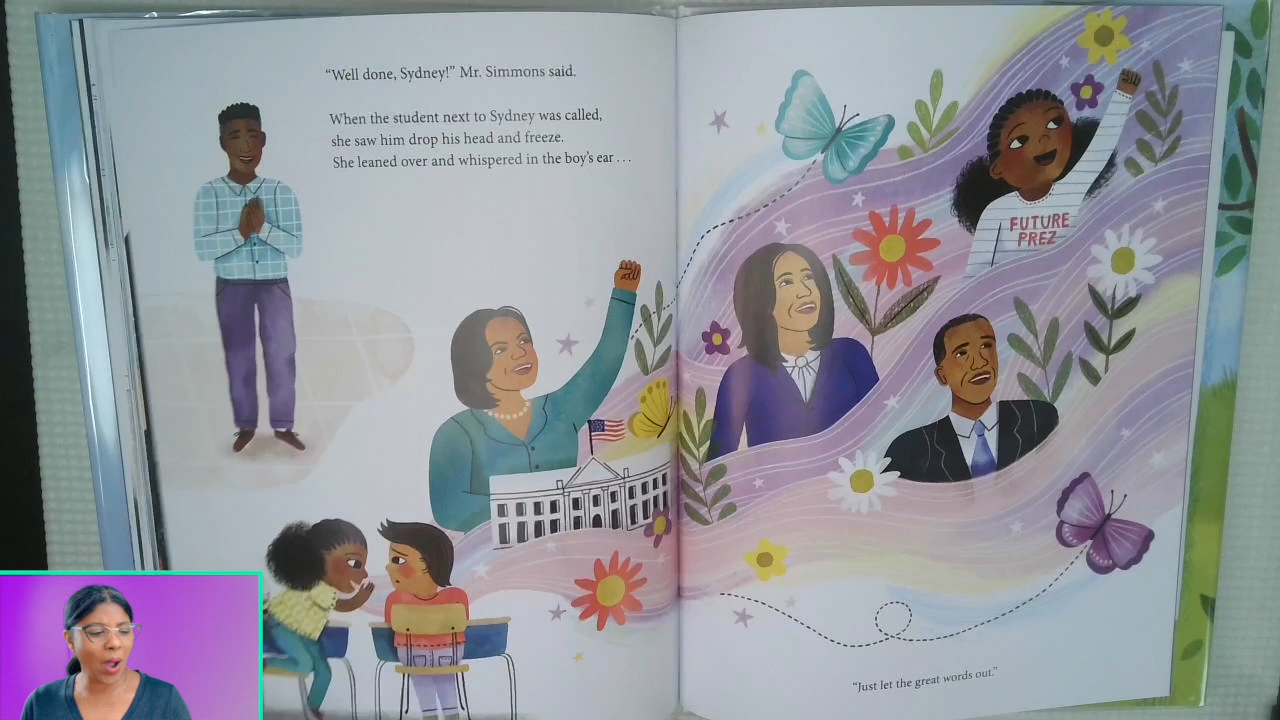 “Well done, Sydney!” Mr. Simmons said.
When the student next to Sydney was called,
she saw him drop his head and freeze.
She leaned over and whispered in the boy’s ear . . .
FUTURE
PREZ
“Just let the great words out.”